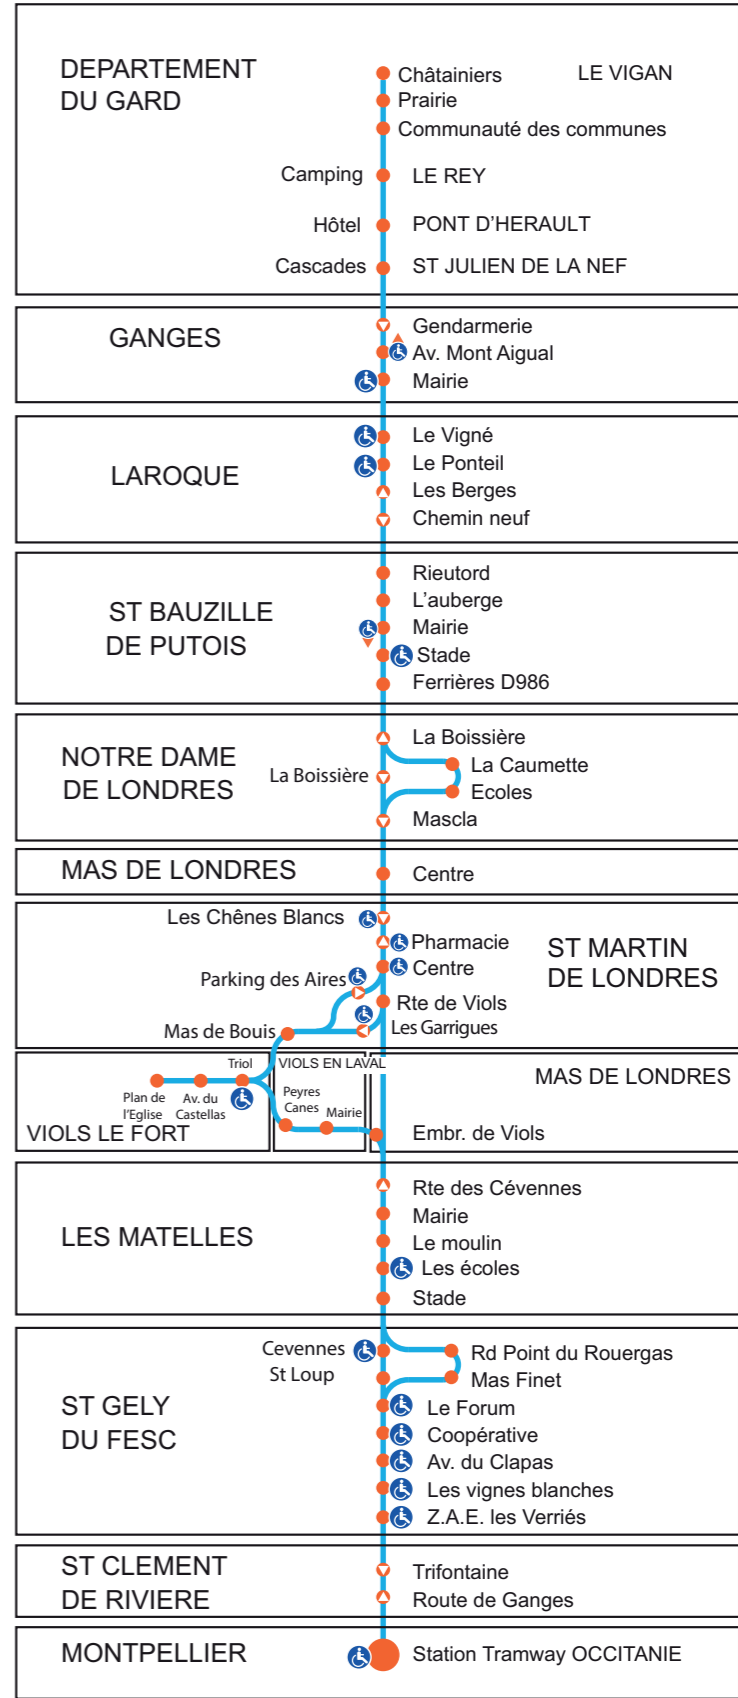 DEPARTEMENT
DU GARD
Châtainiers
LE VIGAN
Prairie
Communauté des communes
Camping
LE REY
Hôtel
PONT D'HERAULT
Cascades
ST JULIEN DE LA NEF
GANGES
Gendarmerie
Av. Mont Aigual
Mairie
LAROQUE
Le Vigné
Le Ponteil
Les Berges
Chemin neuf
ST BAUZILLE
DE PUTOIS
Rieutord
L'auberge
Mairie
Stade
Ferrières D986
NOTRE DAME
DE LONDRES
La Boissière
La Caumette
La Boissière
Ecoles
Mascla
MAS DE LONDRES
Centre
Les Chênes Blancs
Pharmacie
ST MARTIN
DE LONDRES
Centre
Parking des Aires
Rte de Viols
Les Garrigues
Mas de Bouis
Triol
VIOLS EN LAVAL
MAS DE LONDRES
Plan de
l'Eglise
Av. du
Castellas
Peyres
Canes
Mairie
VIOLS LE FORT
Embr. de Viols
LES MATELLES
Rte des Cévennes
Mairie
Le moulin
Les écoles
Stade
ST GELY
DU FESC
Cevennes
St Loup
Rd Point du Rouergas
Mas Finet
Le Forum
Coopérative
Av. du Clapas
Les vignes blanches
Z.A.E. les Verriés
ST CLEMENT
DE RIVIERE
Trifontaine
Route de Ganges
MONTPELLIER
Station Tramway OCCITANIE